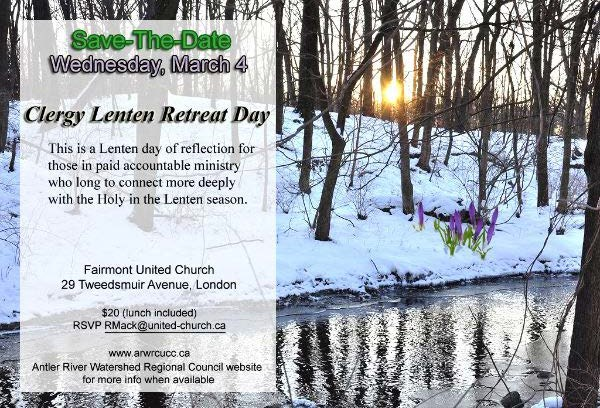 Save-The-Date
Wednesday, March 4
Clergy Lenten Retreat Day
This is a Lenten day of reflection for
those in paid accountable ministry
who long to connect more deeply
with the Holy in the Lenten season.
Fairmont United Church
29 Tweedsmuir Avenue, London
$20 (lunch included)
RSVP RMack@united-church.ca
www.arwrcucc.ca
Antler River Watershed Regional Council website
for more info when available